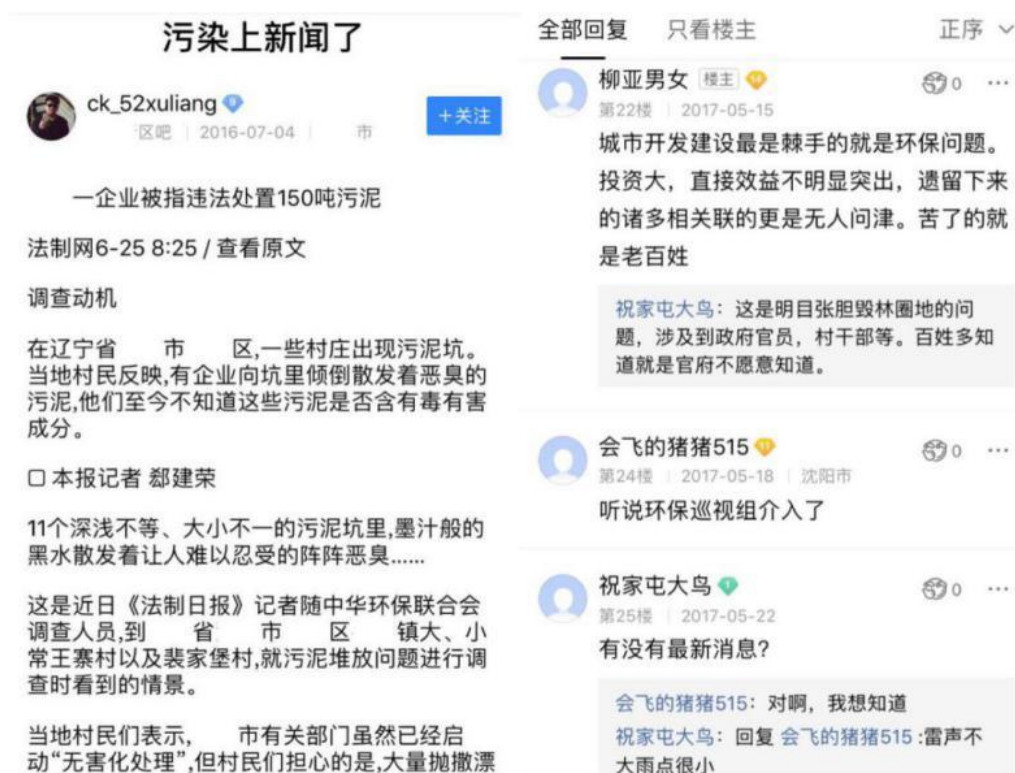 污染上新闻了
ck_52xuliang
区吧 | 2016-07-04 | 市
+关注
一企业被指违法处置150吨污泥
法制网6-25 8:25 / 查看原文
调查动机
在辽宁省 市 区,一些村庄出现污泥坑。
当地村民反映,有企业向坑里倾倒散发着恶臭的
污泥,他们至今不知道这些污泥是否含有毒有害
成分。
□ 本报记者 郄建荣
11个深浅不等、大小不一的污泥坑里,墨汁般的
黑水散发着让人难以忍受的阵阵恶臭......
这是近日《法制日报》记者随中华环保联合会
调查人员,到 省 市 区 镇大、小
常王寨村以及裴家堡村,就污泥堆放问题进行调
查时看到的情景。
当地村民们表示, 市有关部门虽然已经启
动“无害化处理”,但村民们担心的是,大量抛撒漂
全部回复 只看楼主 正序
柳亚男女 楼主 14 0 ...
第22楼 | 2017-05-15
城市开发建设最是棘手的就是环保问题。
投资大，直接效益不明显突出，遗留下来
的诸多相关联的更是无人问津。苦了的就
是老百姓
祝家屯大鸟：这是明目张胆毁林圈地的问
题，涉及到政府官员，村干部等。百姓多知
道就是官府不愿意知道。
会飞的猪猪515 11 0 ...
第24楼 | 2017-05-18 | 沈阳市
听说环保巡视组介入了
祝家屯大鸟 1 0 ...
第25楼 | 2017-05-22
有没有最新消息?
会飞的猪猪515：对啊，我想知道
祝家屯大鸟：回复 会飞的猪猪515 :雷声不
大雨点很小